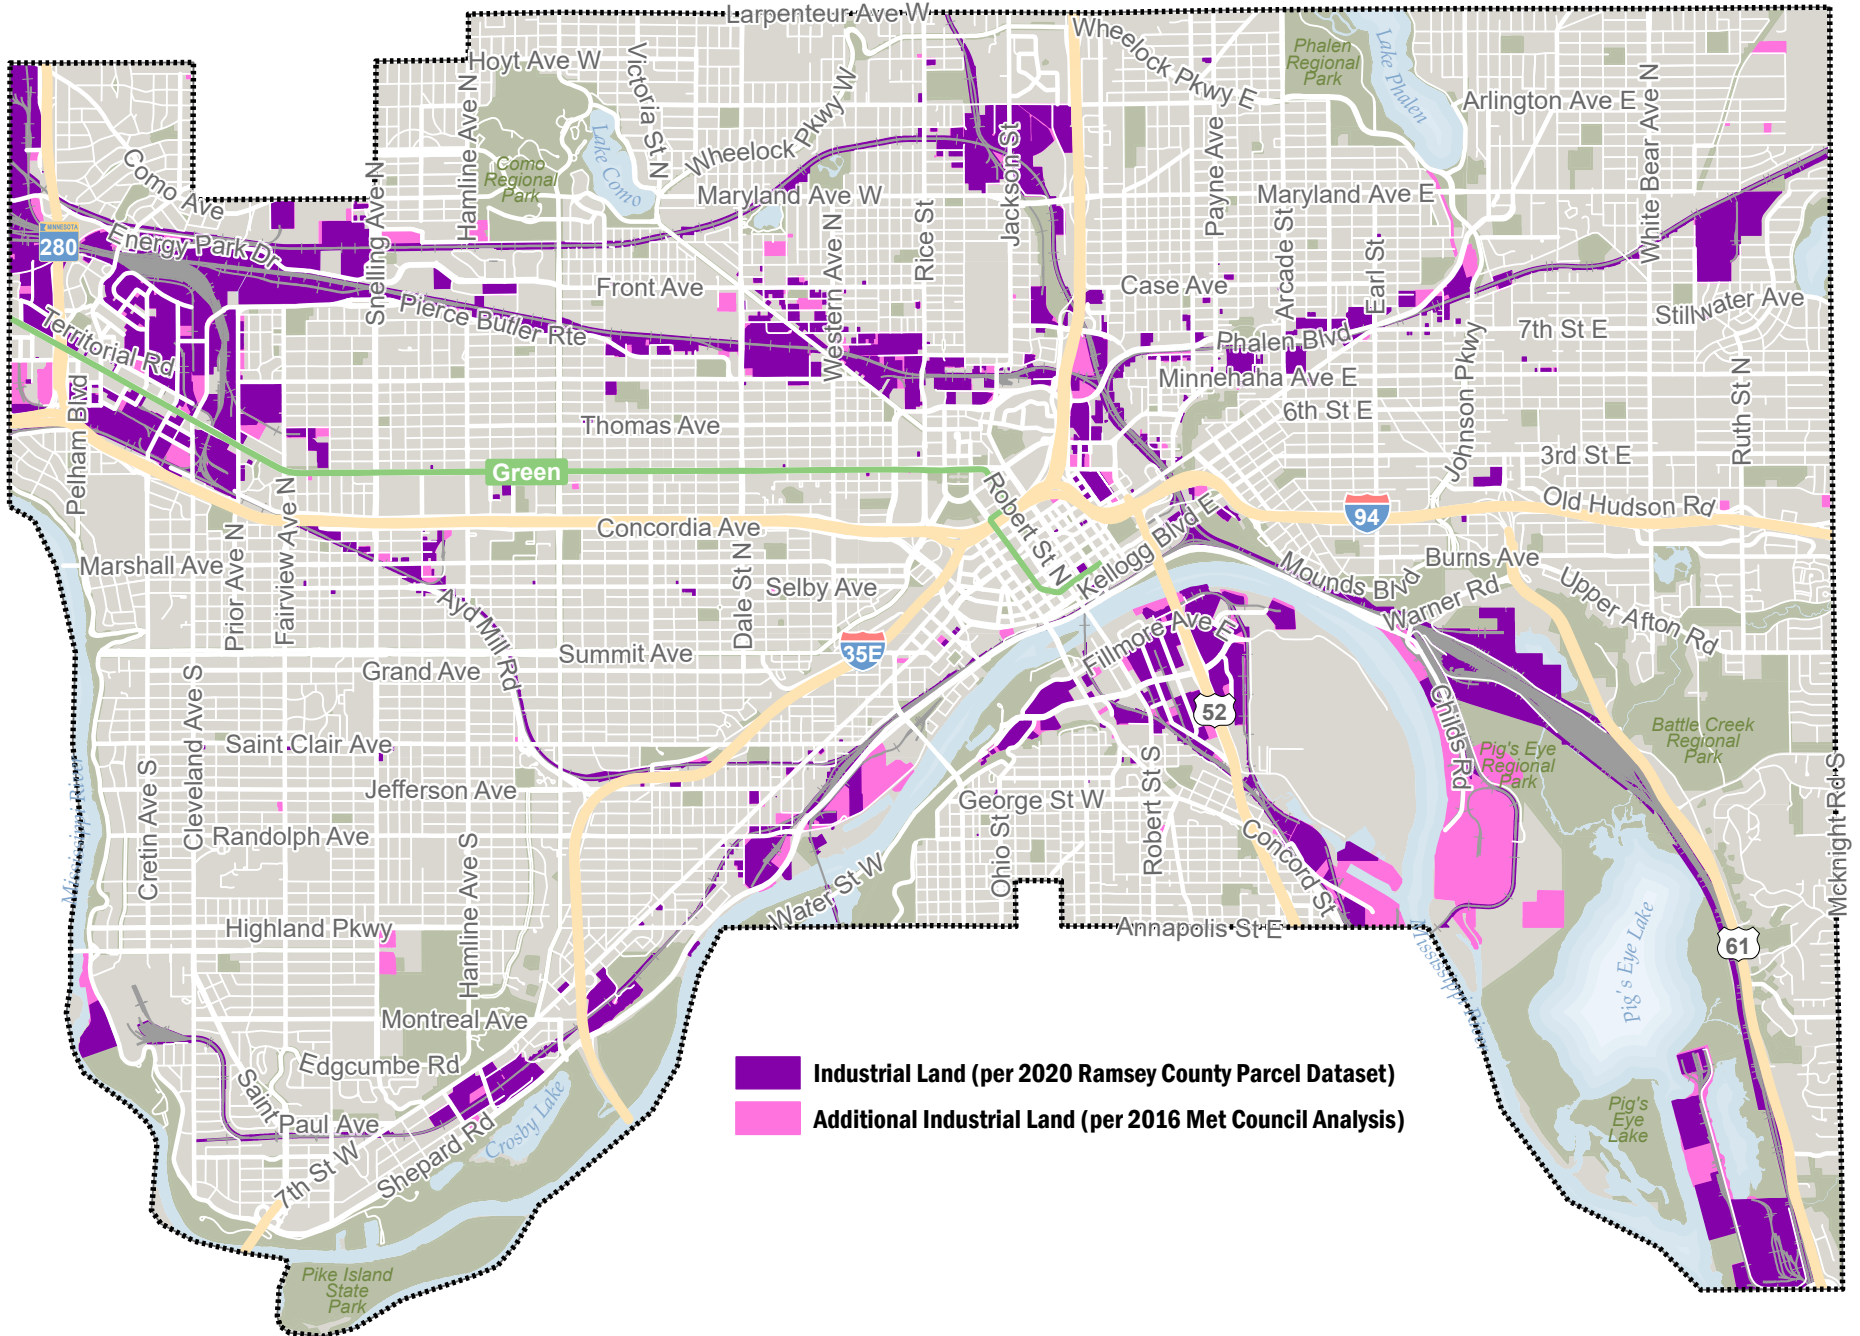 Larpenteur Ave W
Hoyt Ave W
Victoria St N
Hamline Ave N
Wheelock Pkwy W
Wheelock Pkwy E
Phalen
Regional
Park
Lake Phalen
Arlington Ave E
White Bear Ave N
Como Ave
Como
Regional
Park
Lake Como
Maryland Ave W
Jackson St
Payne Ave
Maryland Ave E
Snelling Ave N
MINNESOTA
280
Energy Park Dr
Front Ave
Western Ave N
Rice St
Case Ave
Arcade St
Earl St
Stillwater Ave
Pierce Butler Rte
Territorial Rd
Phalen Blvd
7th St E
Minnehaha Ave E
6th St E
Johnson Pkwy
Ruth St N
Pelham Blvd
Thomas Ave
3rd St E
Green
Robert St N
Old Hudson Rd
94
Concordia Ave
Kellogg Blvd E
Fairview Ave N
Prior Ave N
Marshall Ave
Selby Ave
Dale St N
Mounds Blvd
Burns Ave
Warner Rd
Upper Afton Rd
Ayd Mill Rd
Summit Ave
35E
Fillmore Ave E
Grand Ave
Cleveland Ave S
52
Childs Rd
Battle Creek
Regional
Park
Saint Clair Ave
Pig's Eye
Regional
Park
Robert St S
Mississippi River
Cretin Ave S
Jefferson Ave
George St W
Ohio St
Mcknight Rd S
Randolph Ave
Hamline Ave S
Concord St
Water St W
Highland Pkwy
Annapolis St E
Mississippi River
61
Pig's Eye Lake
Montreal Ave
Edgcumbe Rd
Saint
Paul Ave
Crosby Lake
Shepard Rd
7th St W
Pig's
Eye
Lake
Industrial Land (per 2020 Ramsey County Parcel Dataset)
Additional Industrial Land (per 2016 Met Council Analysis)
Pike Island
State
Park